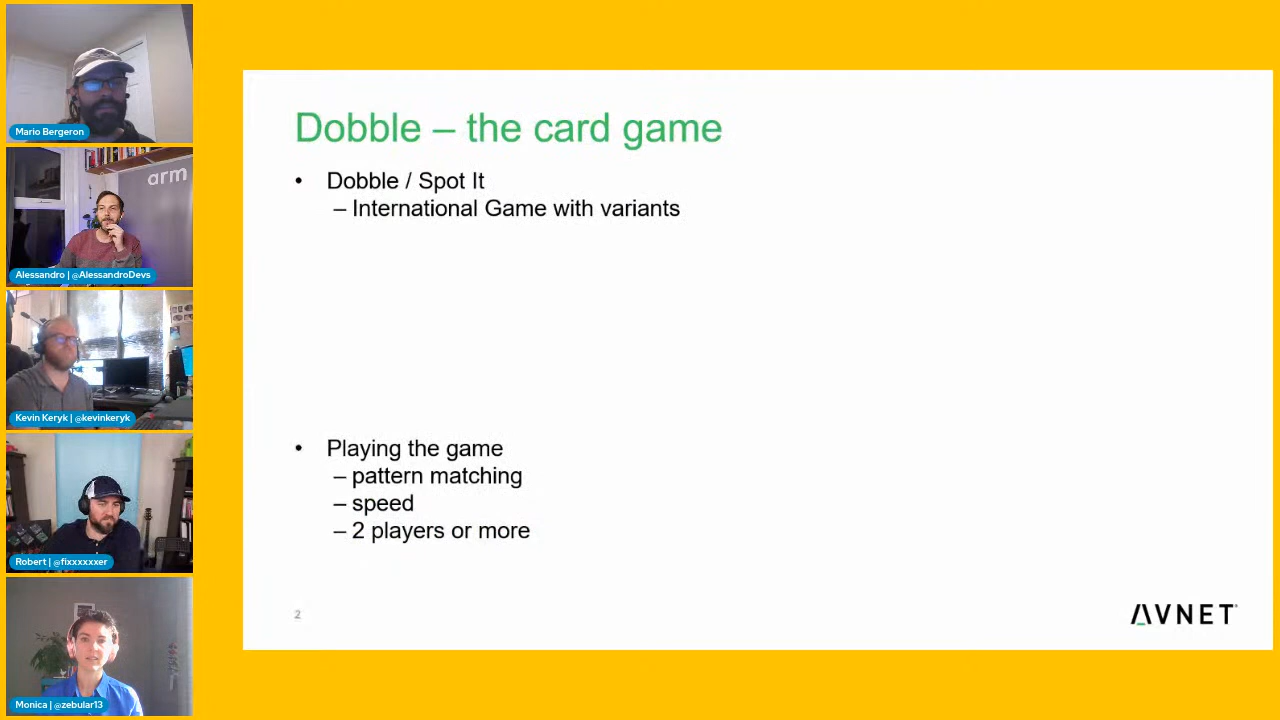 Mario Bergeron
arm
Alessandro | @AlessandroDevs
Kevin Keryk | @kevinkeryk
Robert | @fixxxxxxer
Monica | @zebular13
Dobble – the card game
• Dobble / Spot It
– International Game with variants
• Playing the game
– pattern matching
– speed
– 2 players or more
2
AVNET